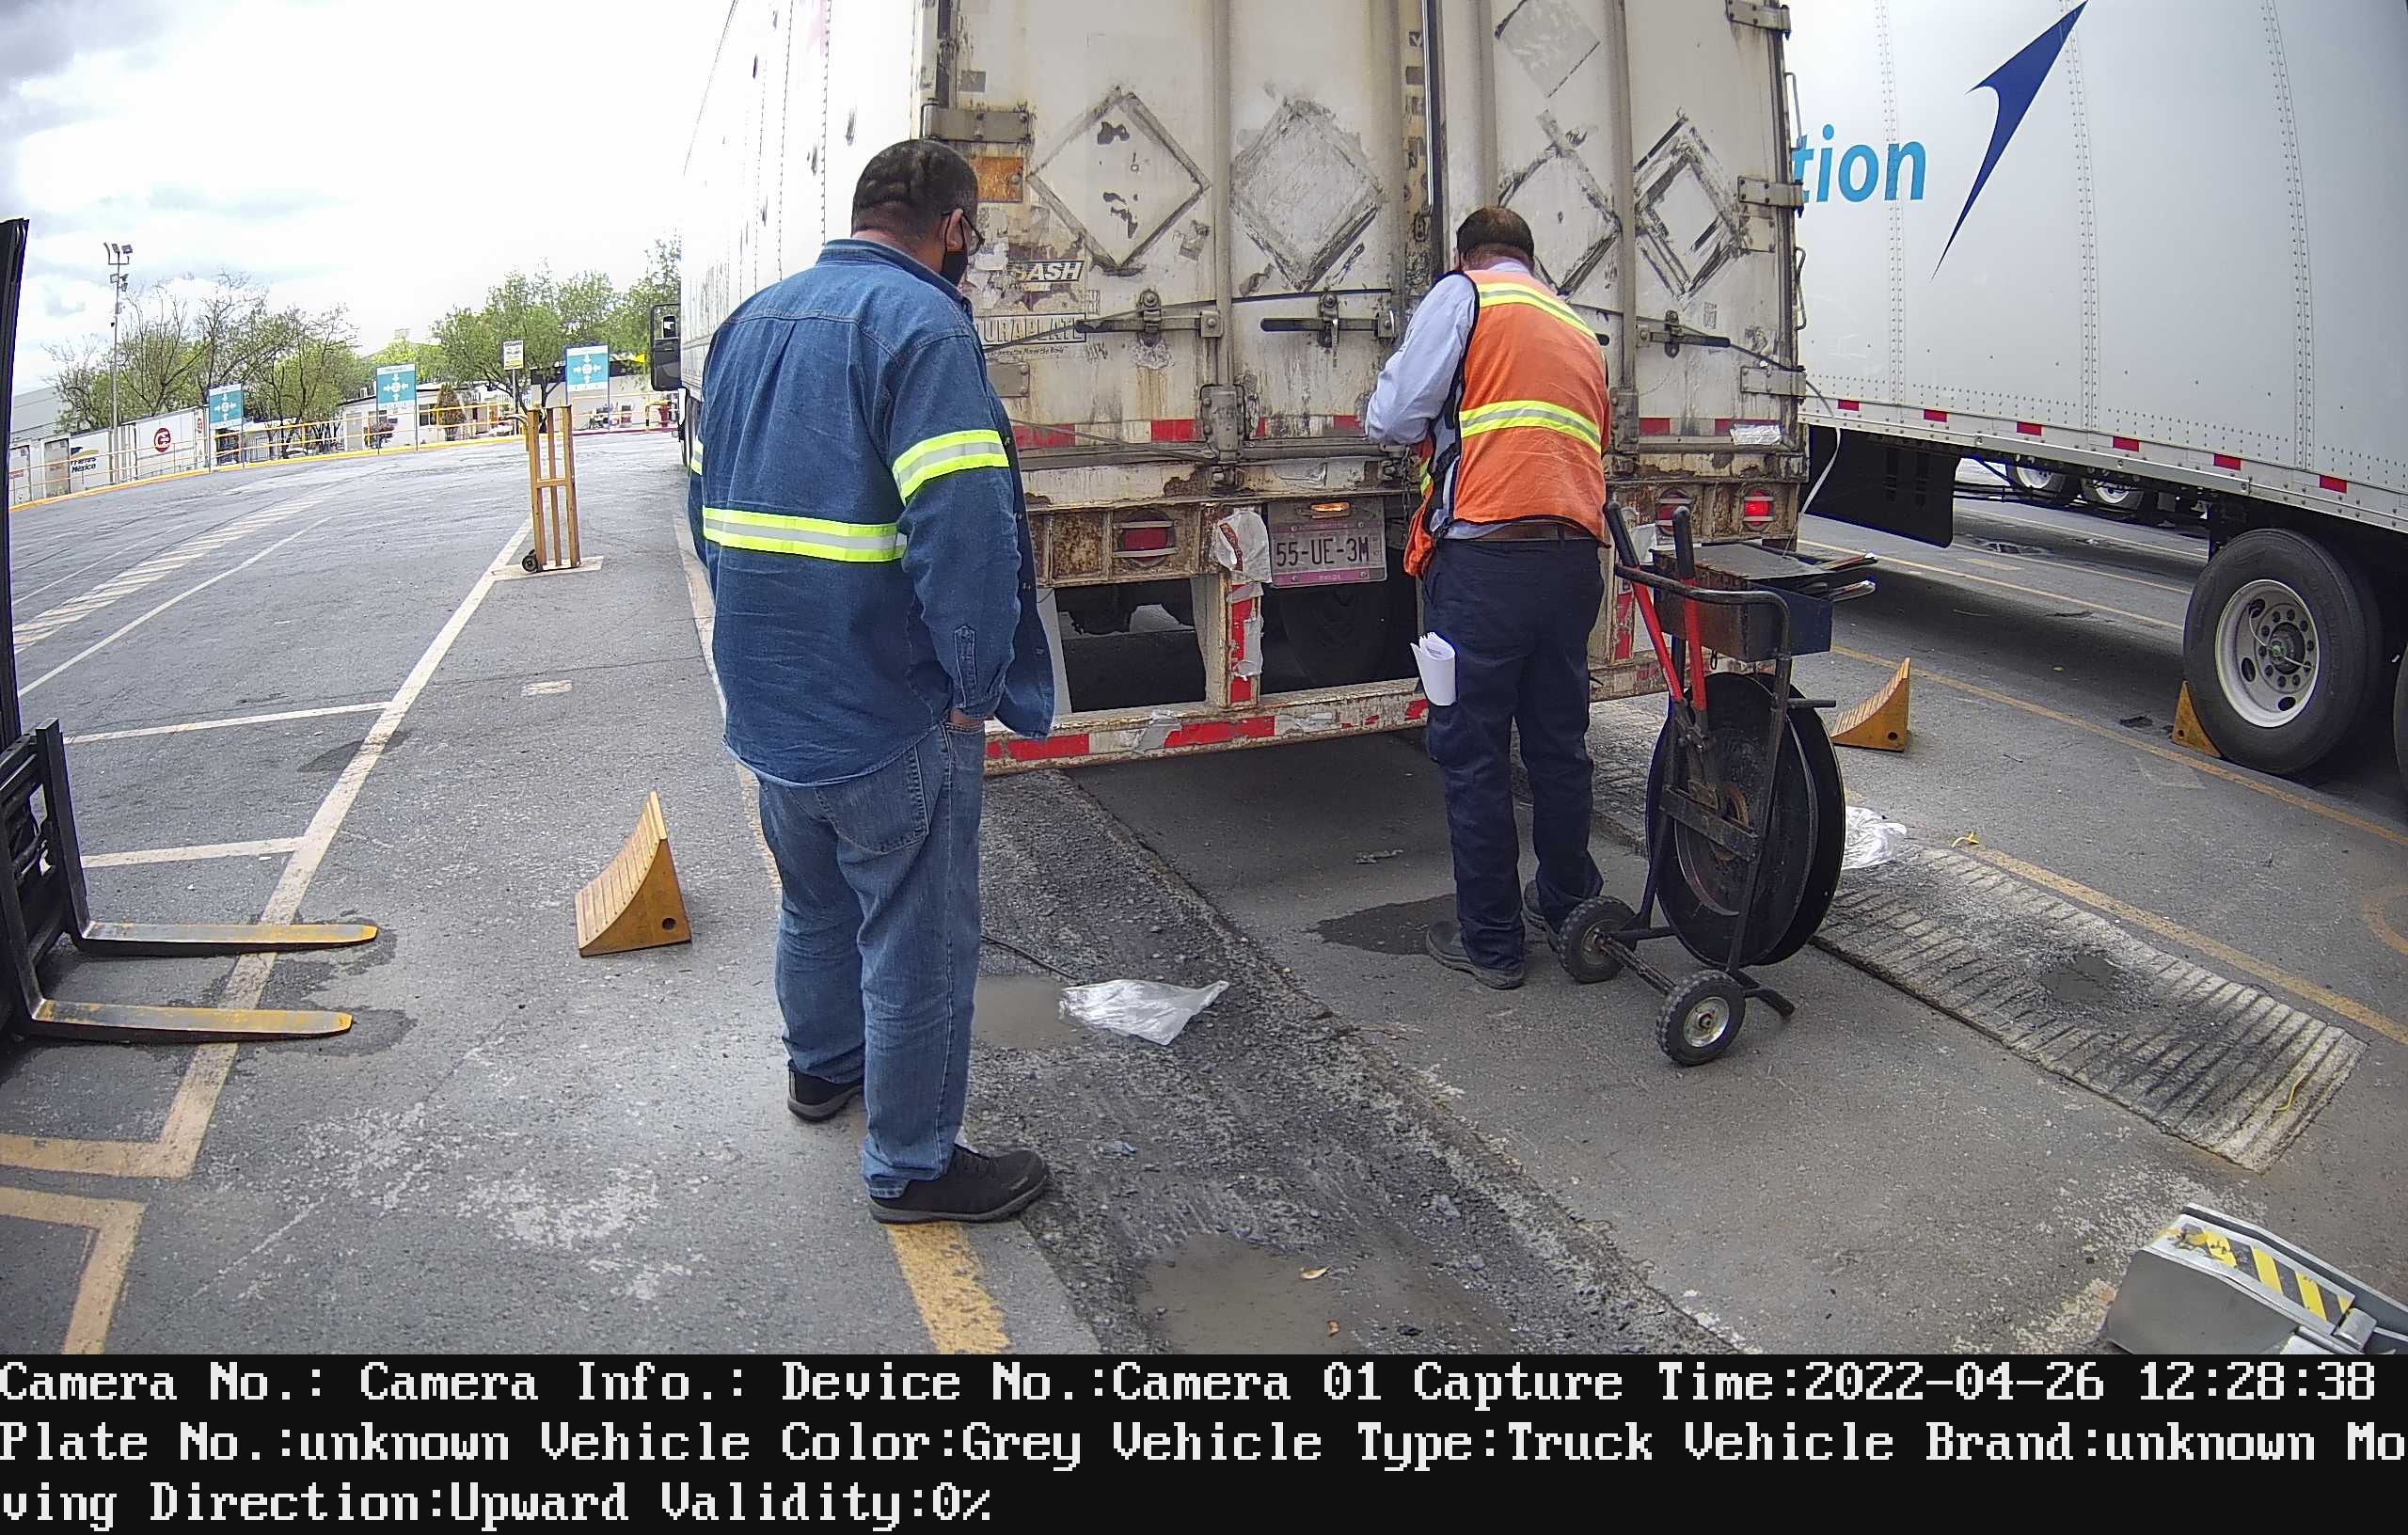 tion
DURAPLATE
55-UE-3M
México
Camera No.: Camera Info.: Device No.:Camera 01 Capture Time:2022-04-26 12:28:38
Plate No.:unknown Vehicle Color:Grey Vehicle Type:Truck Vehicle Brand:unknown Mo
ving Direction:Upward Validity:0%